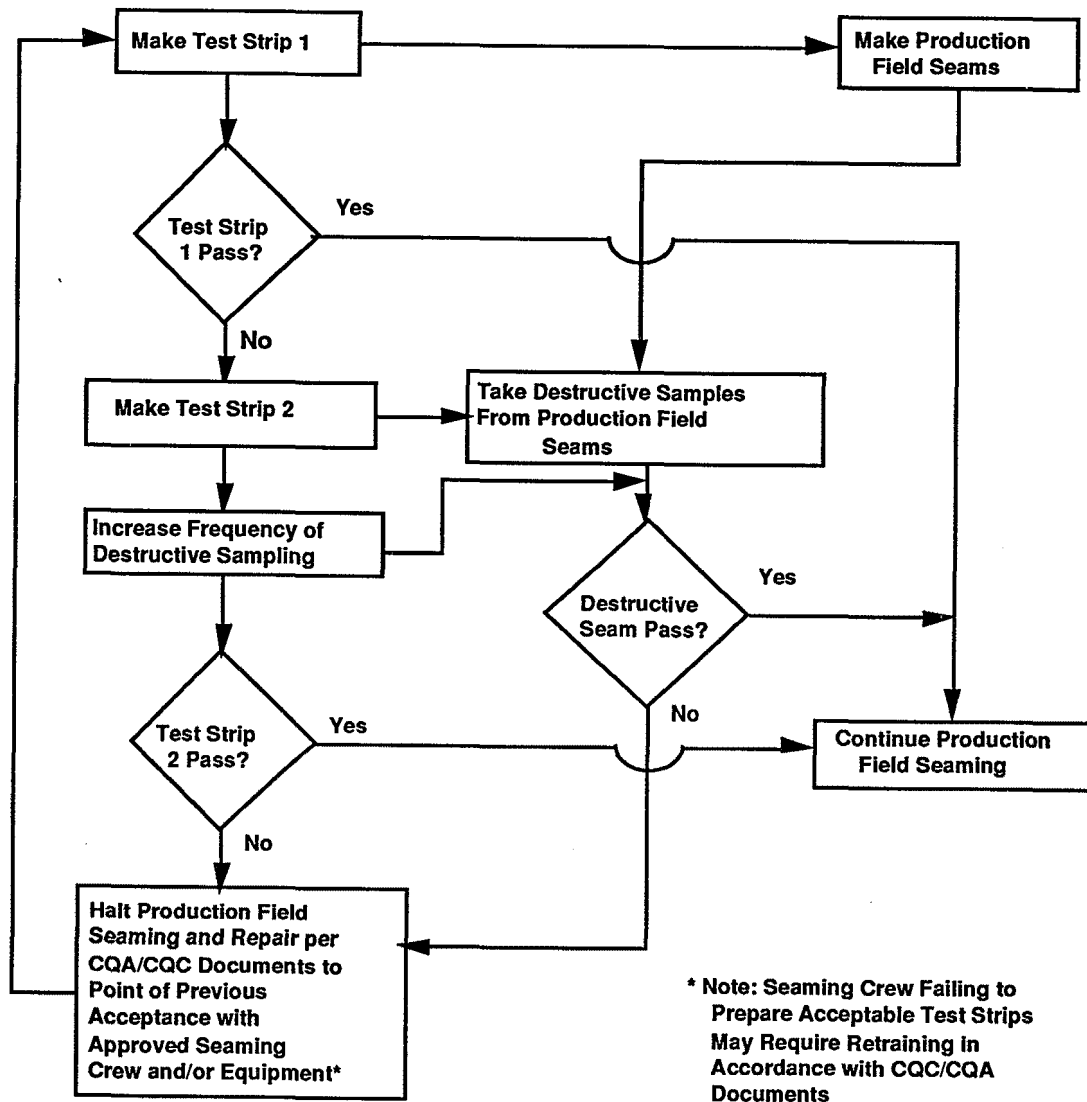 Make Test Strip 1
Make Production
Field Seams
Test Strip
1 Pass?
Yes
No
Make Test Strip 2
Take Destructive Samples
From Production Field
Seams
Increase Frequency of
Destructive Sampling
Destructive
Seam Pass?
Yes
No
Test Strip
2 Pass?
Yes
No
Continue Production
Field Seaming
Halt Production Field
Seaming and Repair per
CQA/CQC Documents to
Point of Previous
Acceptance with
Approved Seaming
Crew and/or Equipment*
* Note: Seaming Crew Failing to
Prepare Acceptable Test Strips
May Require Retraining in
Accordance with CQC/CQA
Documents